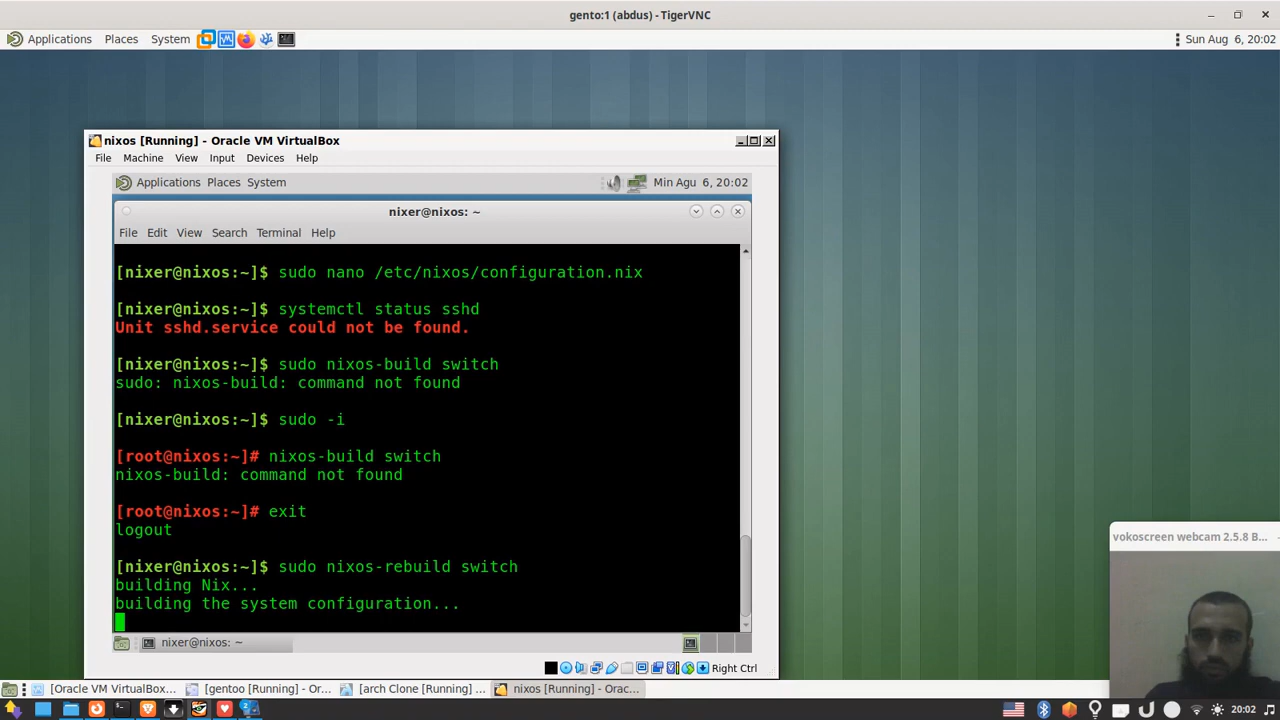 gento:1 (abdus) - TigerVNC
Applications Places System
Sun Aug 6, 20:02
nixos [Running] - Oracle VM VirtualBox
File Machine View Input Devices Help
Applications Places System
Min Agu 6, 20:02
nixer@nixos: ~
File Edit View Search Terminal Help
[nixer@nixos:~]$ sudo nano /etc/nixos/configuration.nix
[nixer@nixos:~]$ systemctl status sshd
Unit sshd.service could not be found.
[nixer@nixos:~]$ sudo nixos-build switch
sudo: nixos-build: command not found
[nixer@nixos:~]$ sudo -i
[root@nixos:~]# nixos-build switch
nixos-build: command not found
[root@nixos:~]# exit
logout
[nixer@nixos:~]$ sudo nixos-rebuild switch
building Nix...
building the system configuration...
nixer@nixos: ~
Right Ctrl
vokoscreen webcam 2.5.8 B...
[Oracle VM VirtualBox... [gentoo [Running] - Or... [arch Clone [Running] ... nixos [Running] - Orac...
20:02